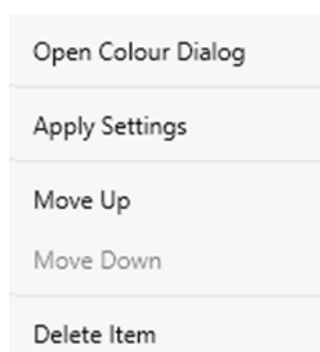 Open Colour Dialog
Apply Settings
Move Up
Move Down
Delete Item